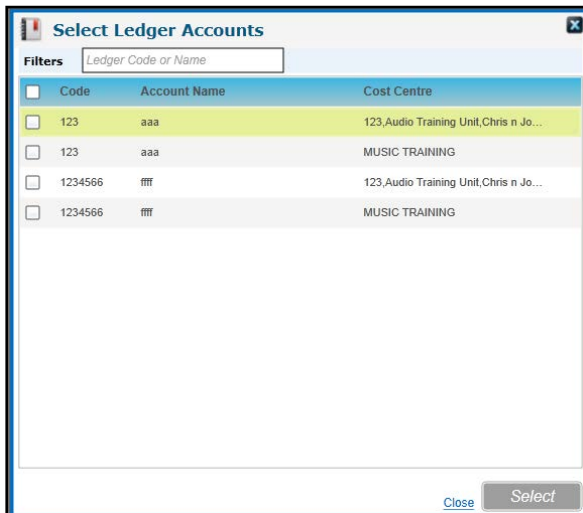 Select Ledger Accounts
Filters Ledger Code or Name
Code Account Name Cost Centre
123 aaa 123,Audio Training Unit,Chris n Jo...
123 aaa MUSIC TRAINING
1234566 ffff 123,Audio Training Unit,Chris n Jo...
1234566 ffff MUSIC TRAINING
Close Select